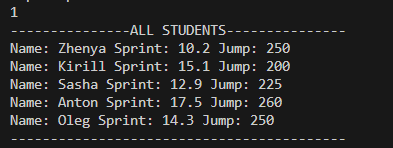 1
---------------ALL STUDENTS---------------
Name: Zhenya Sprint: 10.2 Jump: 250
Name: Kirill Sprint: 15.1 Jump: 200
Name: Sasha Sprint: 12.9 Jump: 225
Name: Anton Sprint: 17.5 Jump: 260
Name: Oleg Sprint: 14.3 Jump: 250
------------------------------------------